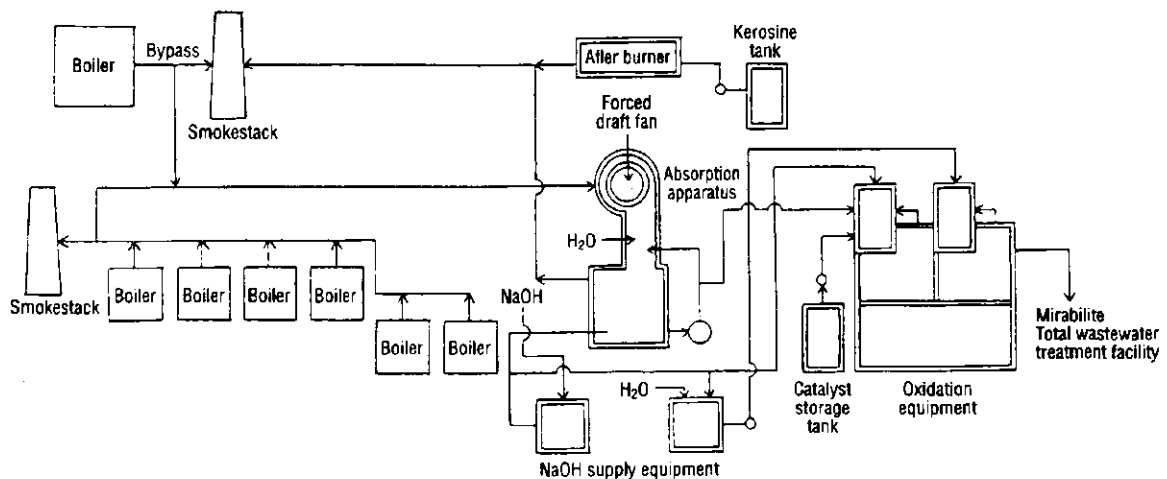 Boiler
Bypass
Smokestack
After burner
Kerosine
tank
Forced
draft fan
Absorption
apparatus
Smokestack
Boiler
Boiler
Boiler
Boiler
Boiler
Boiler
H₂O
NaOH
H₂O
NaOH supply equipment
Catalyst
storage
tank
Oxidation
equipment
Mirabilite
Total wastewater
treatment facility